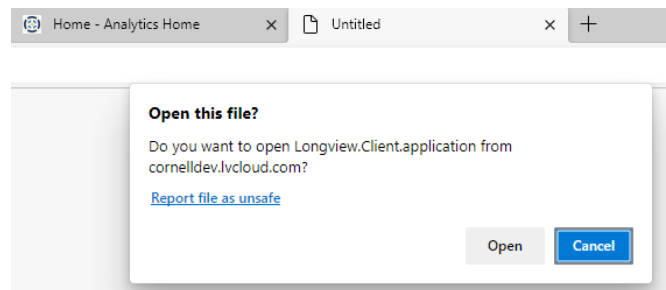 Home - Analytics Home
Untitled
Open this file?
Do you want to open Longview.Client.application from
cornelldev.lvcloud.com?
Report file as unsafe
Open
Cancel